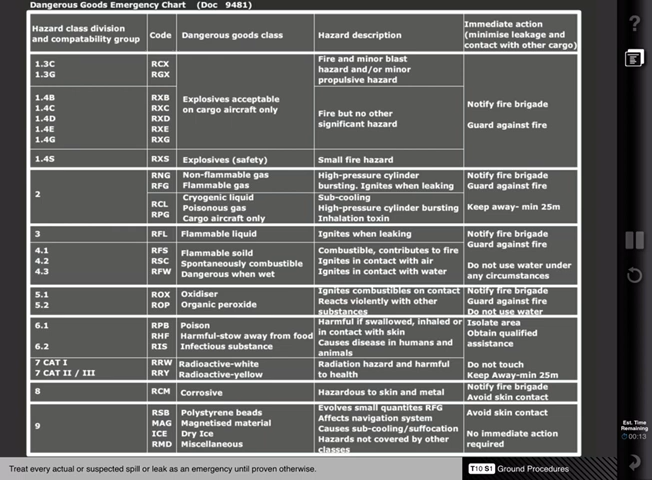 Dangerous Goods Emergency Chart (Doc 9481)
Hazard class division and compatability group
Code
Dangerous goods class
Hazard description
Immediate action (minimise leakage and contact with other cargo)
1.3C RCX
1.3G RGX
Explosives acceptable on cargo aircraft only
Fire and minor blast
hazard and/or minor
propulsive hazard
1.4B RXB
1.4C RXC
1.4D RXD
1.4E RXE
1.4G RXG
Fire but no other
significant hazard
Notify fire brigade
Guard against fire
1.4S RXS Explosives (safety) Small fire hazard
2
RNG Non-flammable gas
RFG Flammable gas
High-pressure cylinder
bursting. Ignites when leaking
Notify fire brigade
Guard against fire
RCL Cryogenic liquid
RPG Poisonous gas
Cargo aircraft only
Sub-cooling
High-pressure cylinder bursting
Inhalation toxin
Keep away- min 25m
3 RFL Flammable liquid Ignites when leaking
Notify fire brigade
Guard against fire
4.1 RFS Flammable soild Combustible, contributes to fire
4.2 RSC Spontaneously combustible Ignites in contact with air
4.3 RFW Dangerous when wet Ignites in contact with water
Do not use water under
any circumstances
5.1 ROX Oxidiser Ignites combustibles on contact
5.2 ROP Organic peroxide Reacts violently with other
substances
Notify fire brigade
Guard against fire
Do not use water
6.1 RPB Poison
RHF Harmful-stow away from food
6.2 RIS Infectious substance
Harmful if swallowed, inhaled or
in contact with skin
Causes disease in humans and
animals
Isolate area
Obtain qualified
assistance
7 CAT I RRW Radioactive-white
7 CAT II / III RRY Radioactive-yellow
Radiation hazard and harmful
to health
Do not touch
Keep Away-min 25m
8 RCM Corrosive Hazardous to skin and metal
Notify fire brigade
Avoid skin contact
9
RSB Polystyrene beads
MAG Magnetised material
ICE Dry Ice
RMD Miscellaneous
Evolves small quantites RFG
Affects navigation system
Causes sub-cooling/suffocation
Hazards not covered by other
classes
Avoid skin contact
No immediate action
required
?
Est. Time
Remaining
00:13
Treat every actual or suspected spill or leak as an emergency until proven otherwise.
T10 S1 Ground Procedures